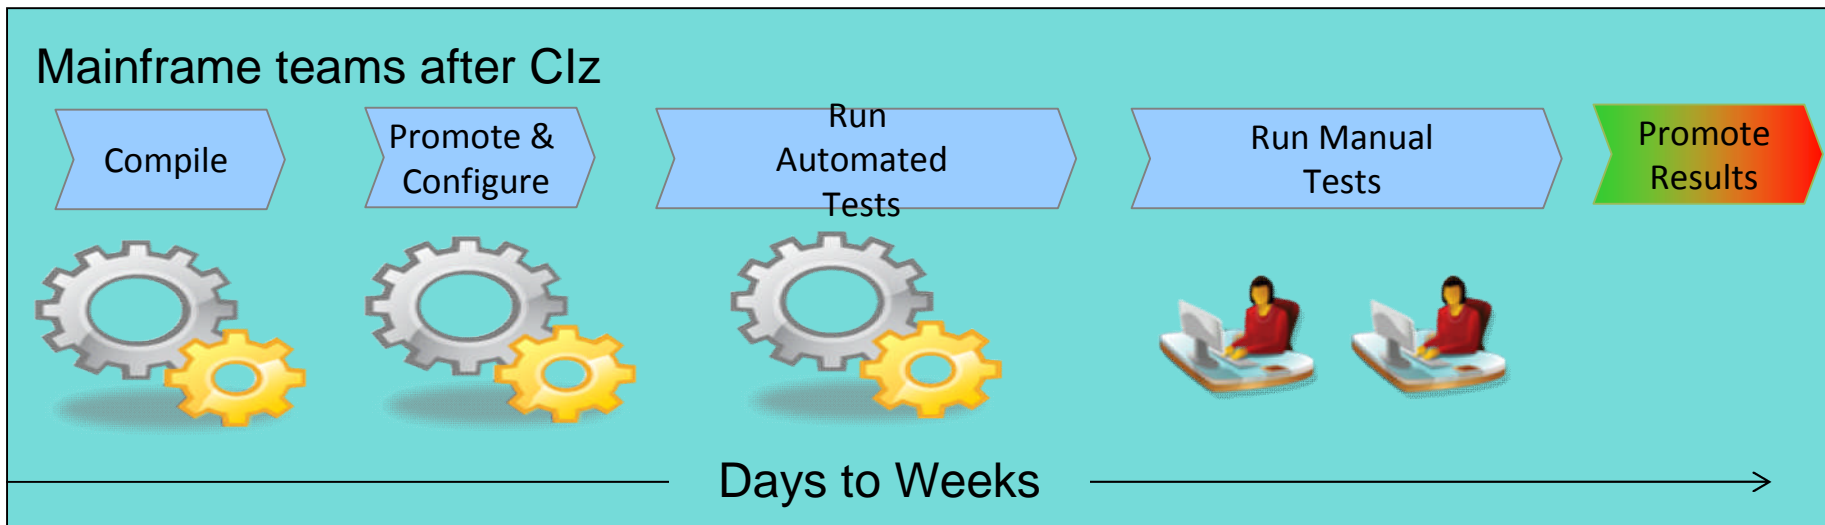 Mainframe teams after CIz
Compile
Promote &
Configure
Run
Automated
Tests
Run Manual
Tests
Promote
Results
Days to Weeks